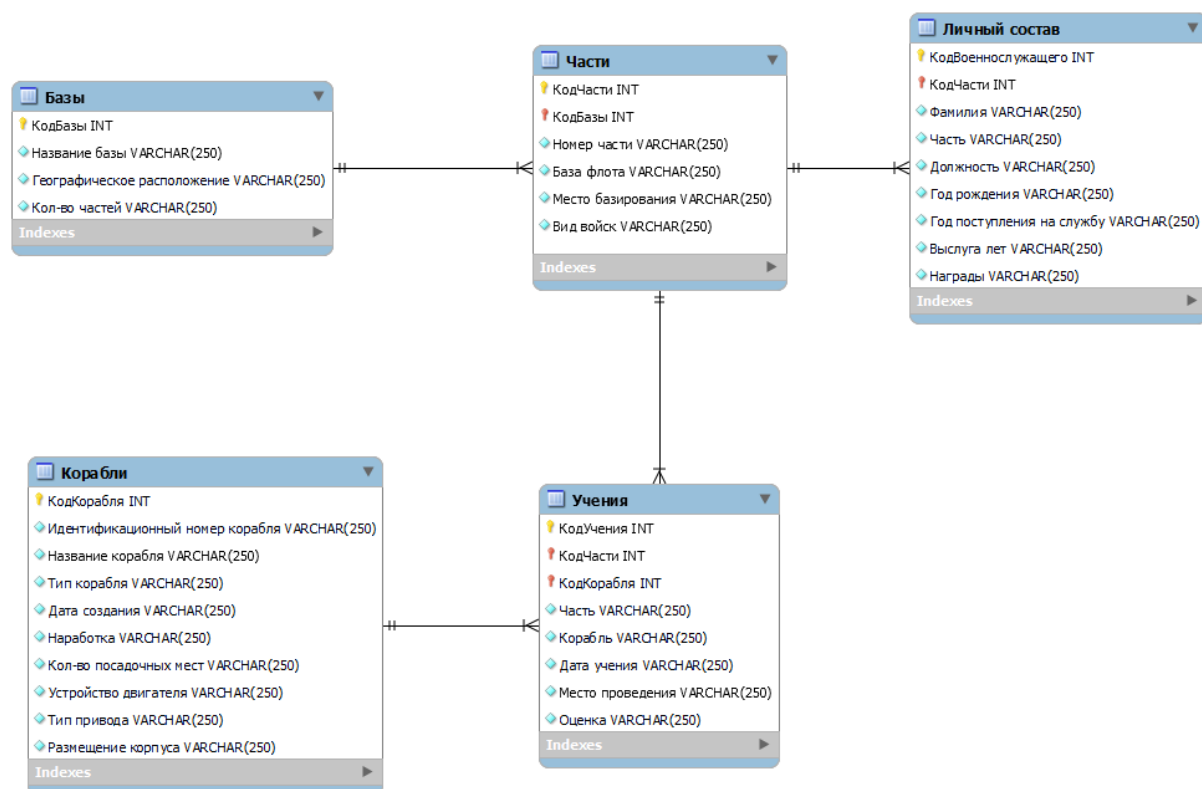 Базы
КодБазы INT
Название базы VARCHAR(250)
Географическое расположение VARCHAR(250)
Кол-во частей VARCHAR(250)
Indexes
Части
КодЧасти INT
КодБазы INT
Номер части VARCHAR(250)
База флота VARCHAR(250)
Место базирования VARCHAR(250)
Вид войск VARCHAR(250)
Indexes
Личный состав
КодВоеннослужащего INT
КодЧасти INT
Фамилия VARCHAR(250)
Часть VARCHAR(250)
Должность VARCHAR(250)
Год рождения VARCHAR(250)
Год поступления на службу VARCHAR(250)
Выслуга лет VARCHAR(250)
Награды VARCHAR(250)
Indexes
Корабли
КодКорабля INT
Идентификационный номер корабля VARCHAR(250)
Название корабля VARCHAR(250)
Тип корабля VARCHAR(250)
Дата создания VARCHAR(250)
Наработка VARCHAR(250)
Кол-во посадочных мест VARCHAR(250)
Устройство двигателя VARCHAR(250)
Тип привода VARCHAR(250)
Размещение корпуса VARCHAR(250)
Indexes
Учения
КодУчения INT
КодЧасти INT
КодКорабля INT
Часть VARCHAR(250)
Корабль VARCHAR(250)
Дата учения VARCHAR(250)
Место проведения VARCHAR(250)
Оценка VARCHAR(250)
Indexes